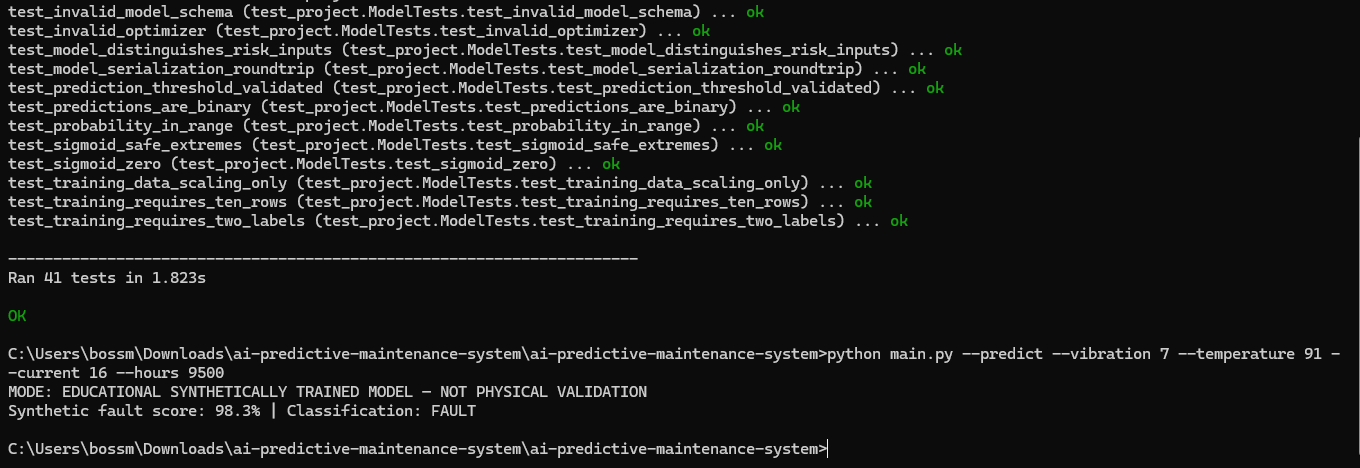 test_invalid_model_schema (test_project.ModelTests.test_invalid_model_schema) ... ok
test_invalid_optimizer (test_project.ModelTests.test_invalid_optimizer) ... ok
test_model_distinguishes_risk_inputs (test_project.ModelTests.test_model_distinguishes_risk_inputs) ... ok
test_model_serialization_roundtrip (test_project.ModelTests.test_model_serialization_roundtrip) ... ok
test_prediction_threshold_validated (test_project.ModelTests.test_prediction_threshold_validated) ... ok
test_predictions_are_binary (test_project.ModelTests.test_predictions_are_binary) ... ok
test_probability_in_range (test_project.ModelTests.test_probability_in_range) ... ok
test_sigmoid_safe_extremes (test_project.ModelTests.test_sigmoid_safe_extremes) ... ok
test_sigmoid_zero (test_project.ModelTests.test_sigmoid_zero) ... ok
test_training_data_scaling_only (test_project.ModelTests.test_training_data_scaling_only) ... ok
test_training_requires_ten_rows (test_project.ModelTests.test_training_requires_ten_rows) ... ok
test_training_requires_two_labels (test_project.ModelTests.test_training_requires_two_labels) ... ok
----------------------------------------------------------------------
Ran 41 tests in 1.823s
OK
C:\Users\bossm\Downloads\ai-predictive-maintenance-system\ai-predictive-maintenance-system>python main.py --predict --vibration 7 --temperature 91 -
-current 16 --hours 9500
MODE: EDUCATIONAL SYNTHETICALLY TRAINED MODEL — NOT PHYSICAL VALIDATION
Synthetic fault score: 98.3% | Classification: FAULT
C:\Users\bossm\Downloads\ai-predictive-maintenance-system\ai-predictive-maintenance-system>